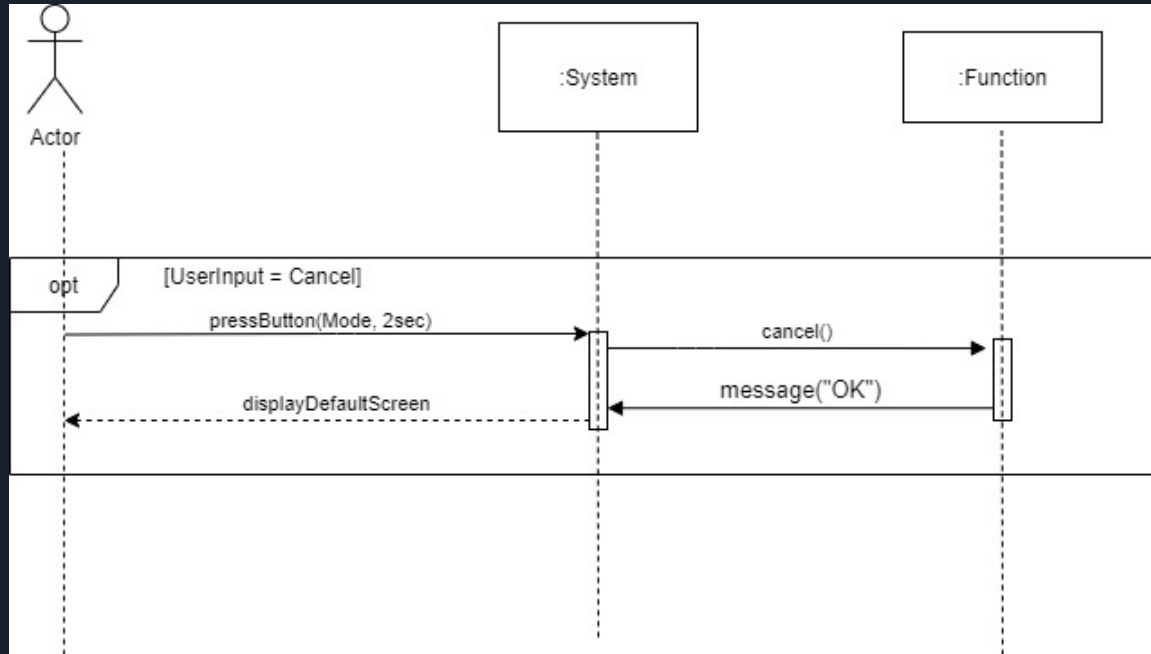 :System
:Function
Actor
opt
[UserInput = Cancel]
pressButton(Mode, 2sec)
cancel()
message("OK")
displayDefaultScreen